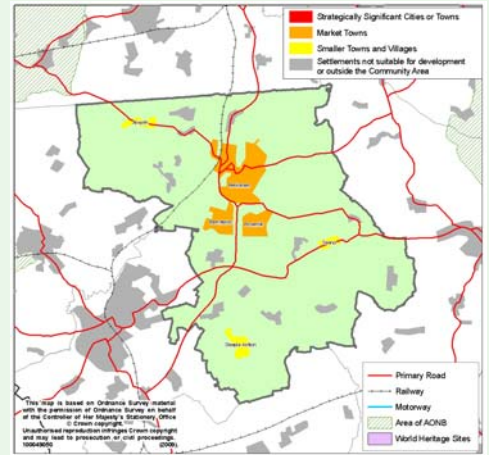 Strategically Significant Cities or Towns
Market Towns
Smaller Towns and Villages
Settlements not suitable for development
or outside the Community Area
Primary Road
Railway
Motorway
Area of AONB
World Heritage Sites
This map is based on Ordnance Survey material
with the permission of Ordnance Survey on behalf
of the Controller of Her Majesty's Stationery Office
© Crown copyright.
Unauthorised reproduction infringes Crown copyright
and may lead to prosecution or civil proceedings.
(2009).